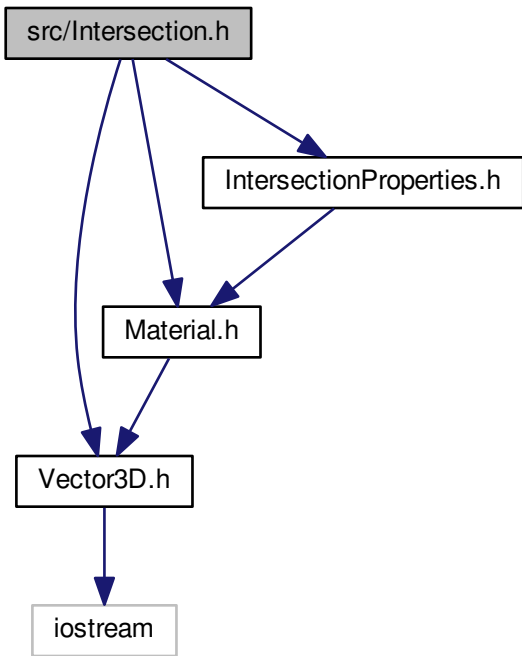 src/Intersection.h
IntersectionProperties.h
Material.h
Vector3D.h
iostream